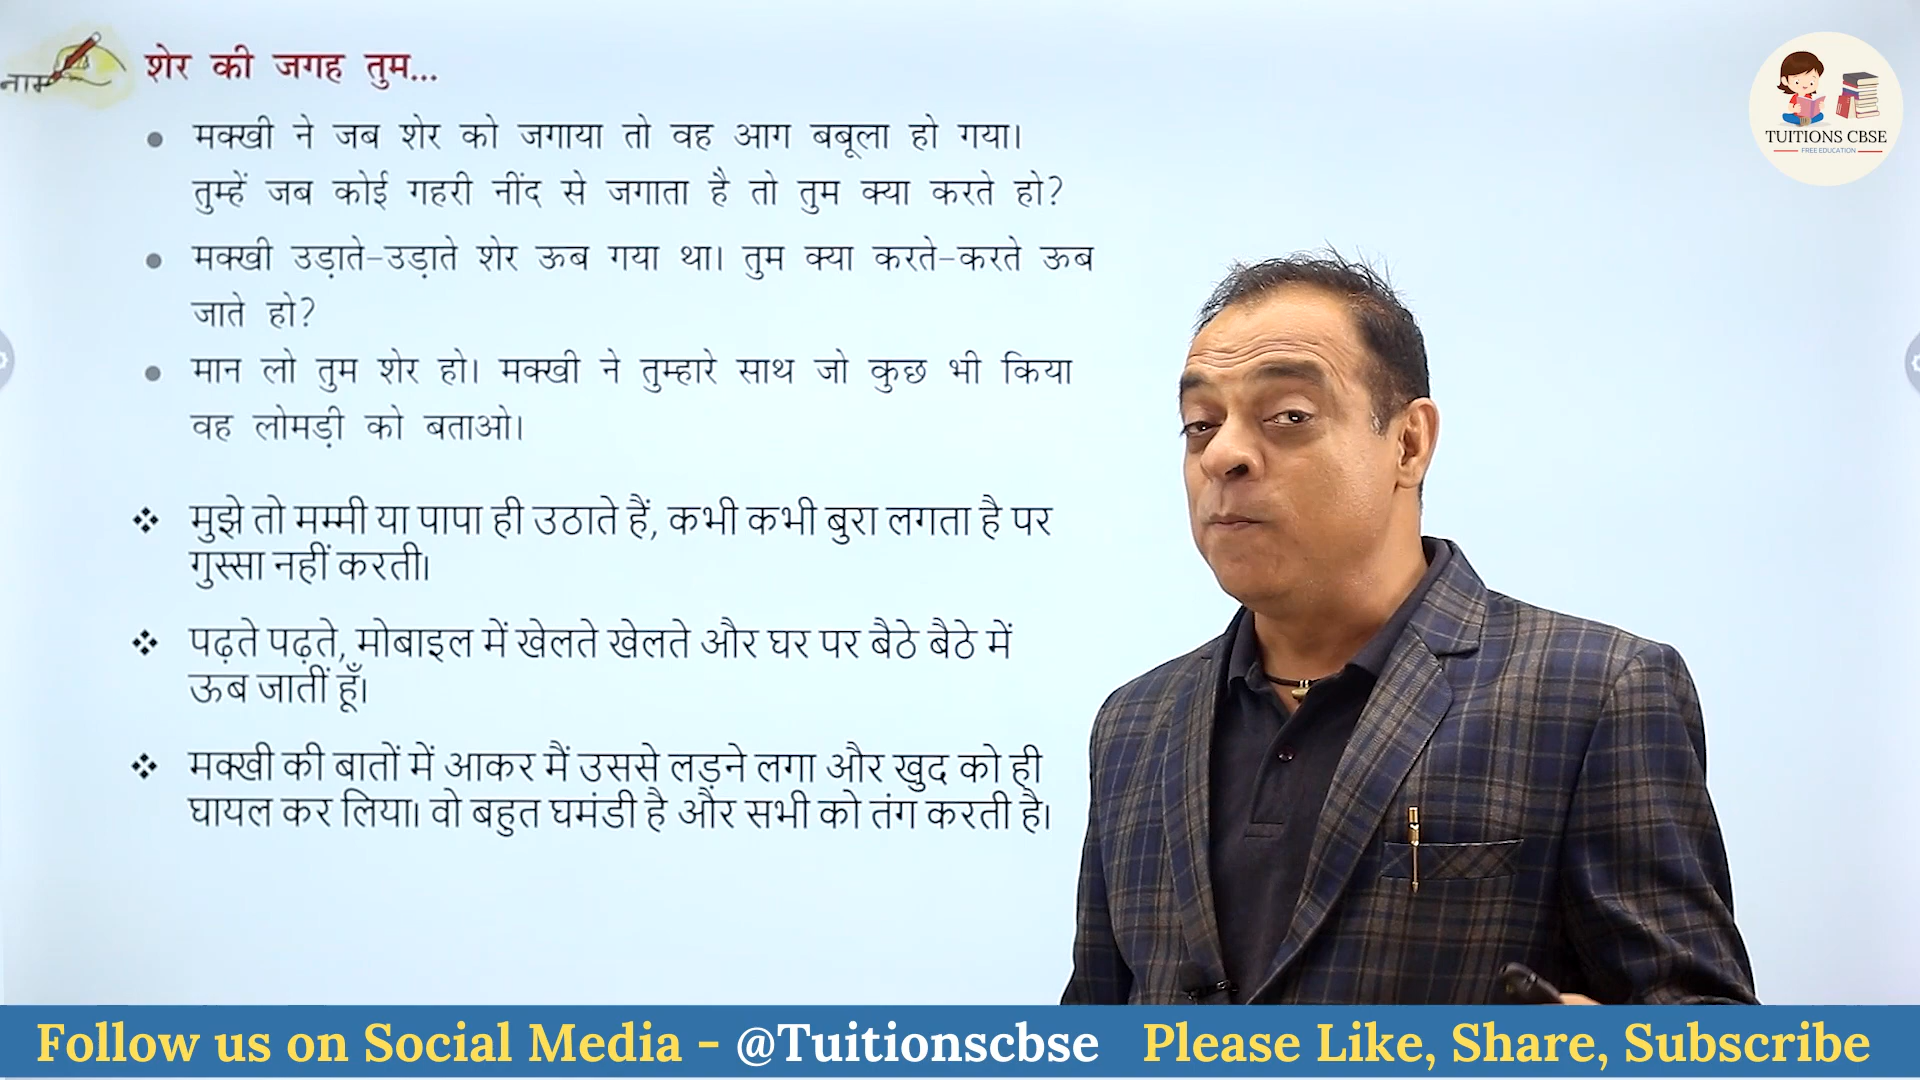 नाम
शेर की जगह तुम...
मक्खी ने जब शेर को जगाया तो वह आग बबूला हो गया।
तुम्हें जब कोई गहरी नींद से जगाता है तो तुम क्या करते हो?
मक्खी उड़ाते-उड़ाते शेर ऊब गया था। तुम क्या करते-करते ऊब
जाते हो?
मान लो तुम शेर हो। मक्खी ने तुम्हारे साथ जो कुछ भी किया
वह लोमड़ी को बताओ।
मुझे तो मम्मी या पापा ही उठाते हैं, कभी कभी बुरा लगता है पर
गुस्सा नहीं करती।
पढ़ते पढ़ते, मोबाइल में खेलते खेलते और घर पर बैठे बैठे में
ऊब जातीं हूँ।
मक्खी की बातों में आकर मैं उससे लड़ने लगा और खुद को ही
घायल कर लिया। वो बहुत घमंडी है और सभी को तंग करती है।
TUITIONS CBSE
FREE EDUCATION
Follow us on Social Media - @Tuitionscbse Please Like, Share, Subscribe